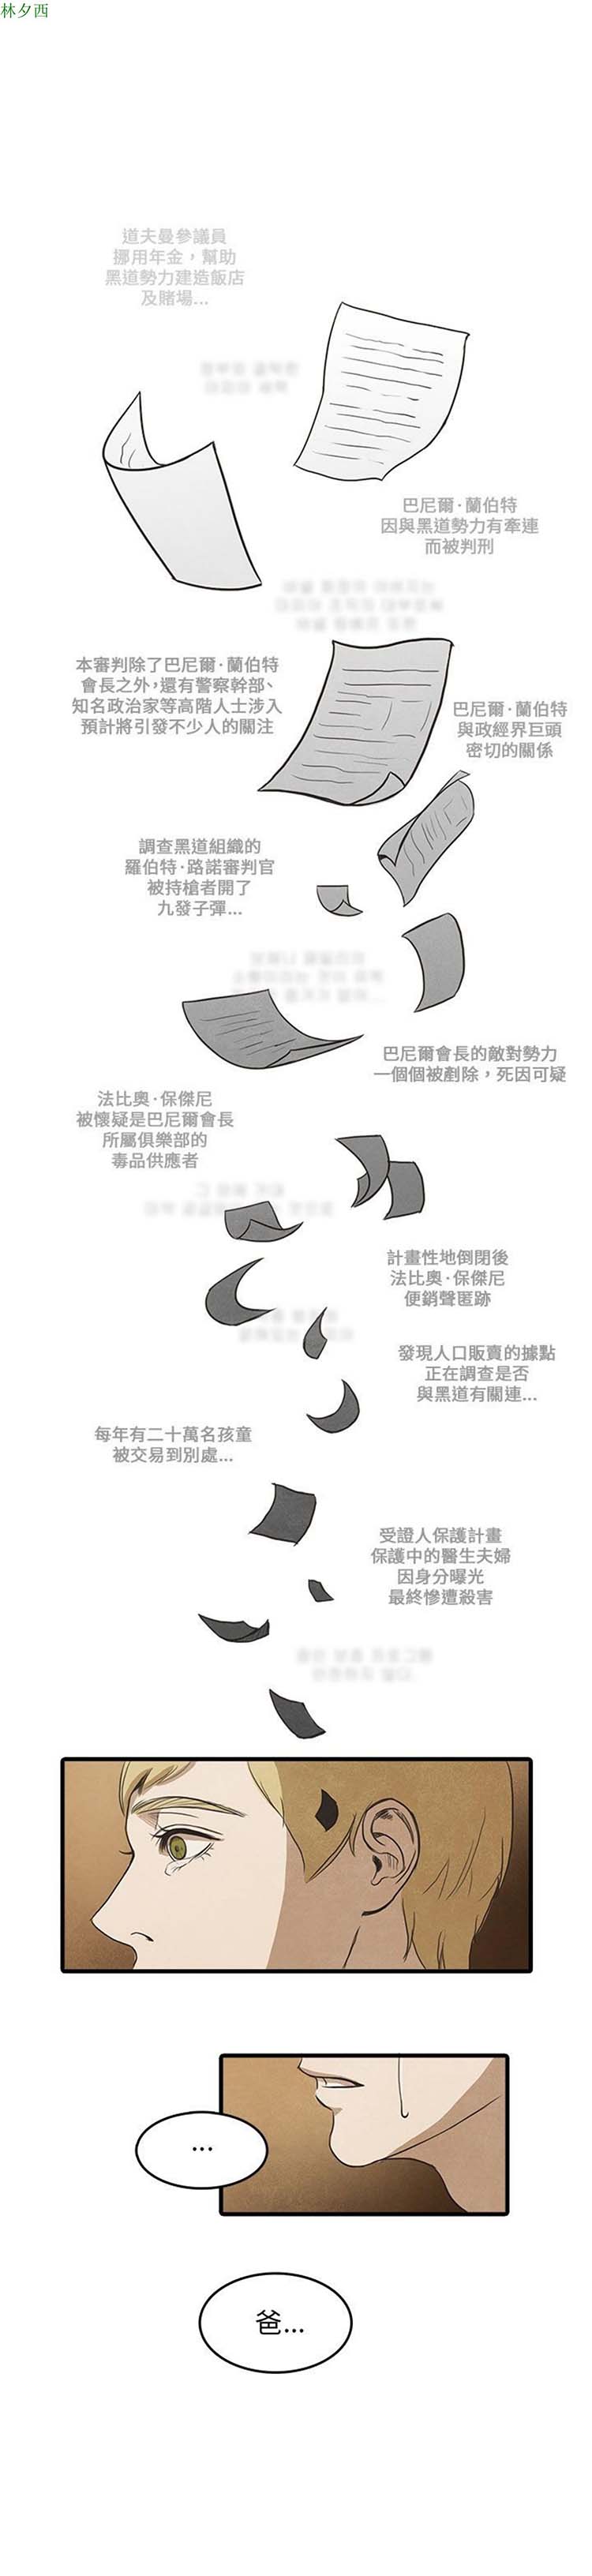 林夕西
道夫曼參議員
挪用年金，幫助
黑道勢力建造飯店
及賭場...
巴尼爾·蘭伯特
因與黑道勢力有牽連
而被判刑
本審判除了巴尼爾·蘭伯特
會長之外，還有警察幹部、
知名政治家等高階人士涉入
預計將引發不少人的關注
巴尼爾·蘭伯特
與政經界巨頭
密切的關係
調查黑道組織的
羅伯特·路諾審判官
被持槍者開了
九發子彈...
巴尼爾會長的敵對勢力
一個個被剷除，死因可疑
法比奧·保傑尼
被懷疑是巴尼爾會長
所屬俱樂部的
毒品供應者
計畫性地倒閉後
法比奧·保傑尼
便銷聲匿跡
發現人口販賣的據點
正在調查是否
與黑道有關連...
每年有二十萬名孩童
被交易到別處...
受證人保護計畫
保護中的醫生夫婦
因身分曝光
最終慘遭殺害
...
爸...